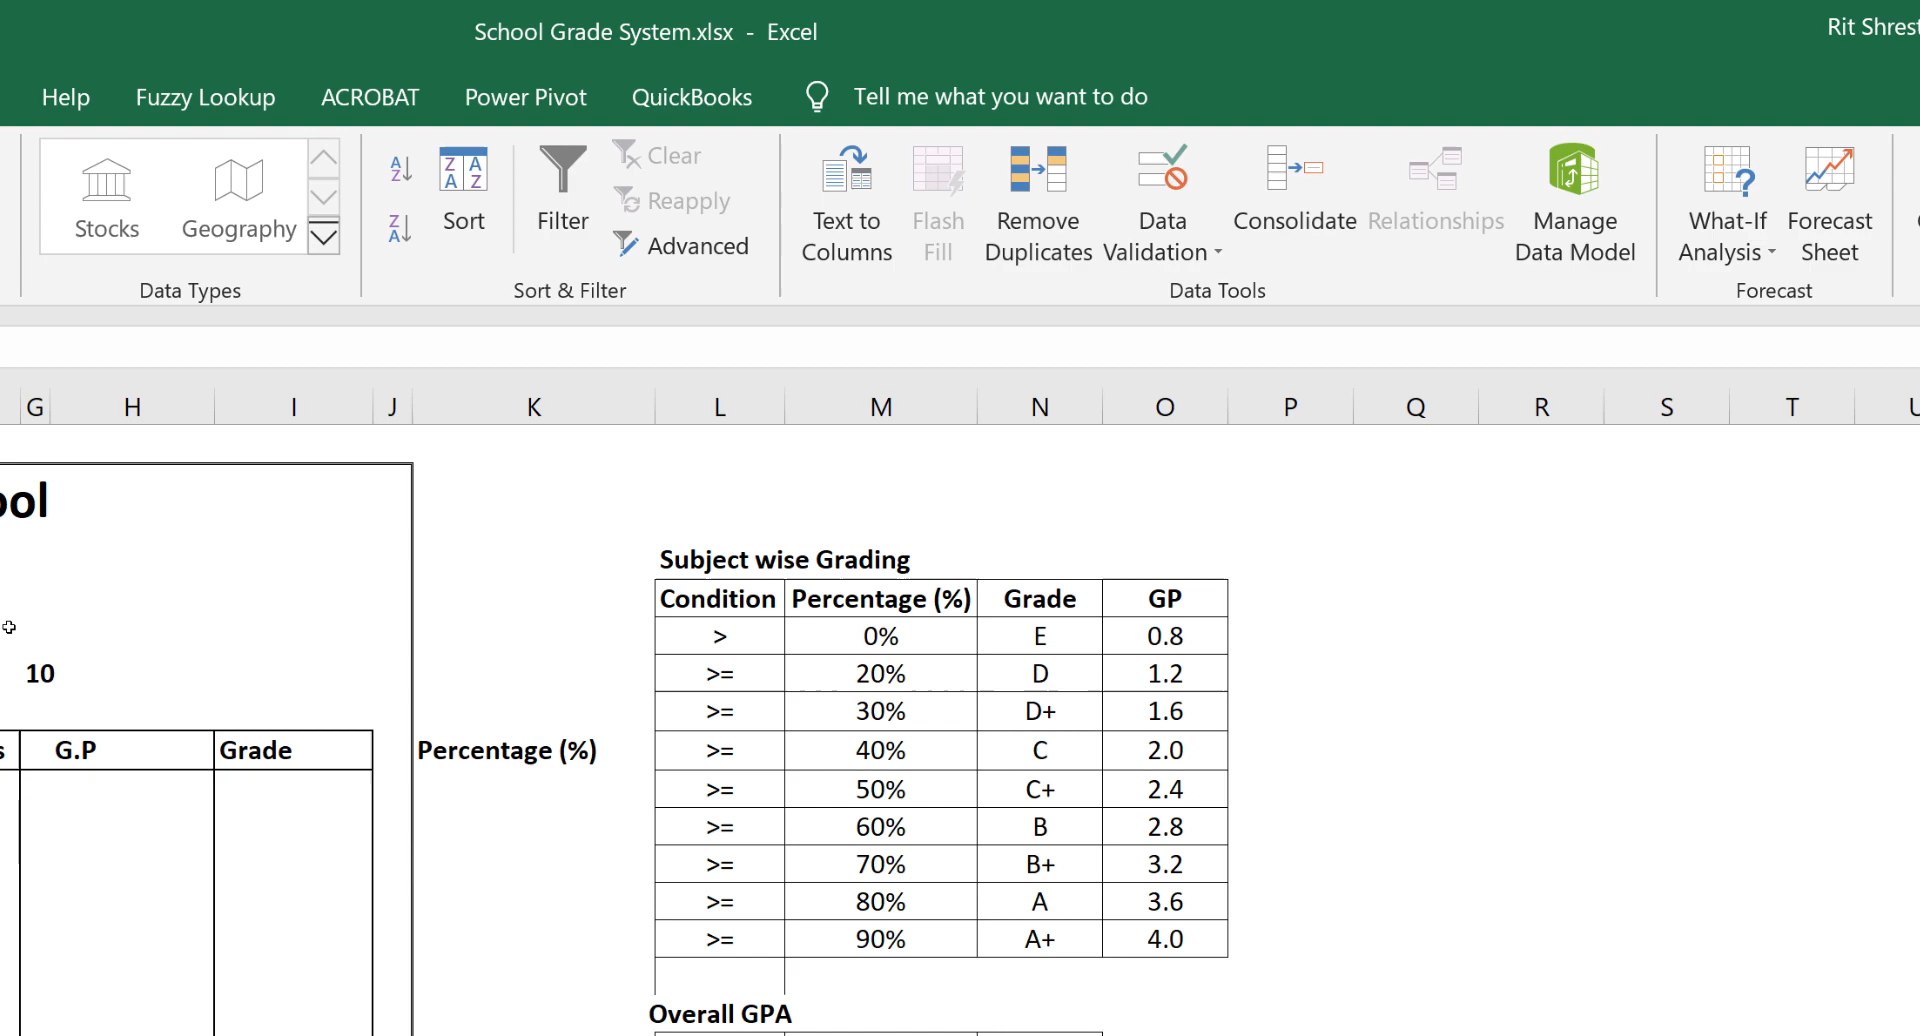 School Grade System.xlsx - Excel
Rit Shrest
Help Fuzzy Lookup ACROBAT Power Pivot QuickBooks Tell me what you want to do
Stocks Geography
Data Types
Sort Filter Clear Reapply Advanced
Sort & Filter
Text to Columns Flash Fill Remove Duplicates Data Validation Consolidate Relationships Manage Data Model
Data Tools
What-If Analysis Forecast Sheet
Forecast
G H I J K L M N O P Q R S T U
ool
10
s G.P Grade Percentage (%)
Subject wise Grading
Condition Percentage (%) Grade GP
> 0% E 0.8
>= 20% D 1.2
>= 30% D+ 1.6
>= 40% C 2.0
>= 50% C+ 2.4
>= 60% B 2.8
>= 70% B+ 3.2
>= 80% A 3.6
>= 90% A+ 4.0
Overall GPA